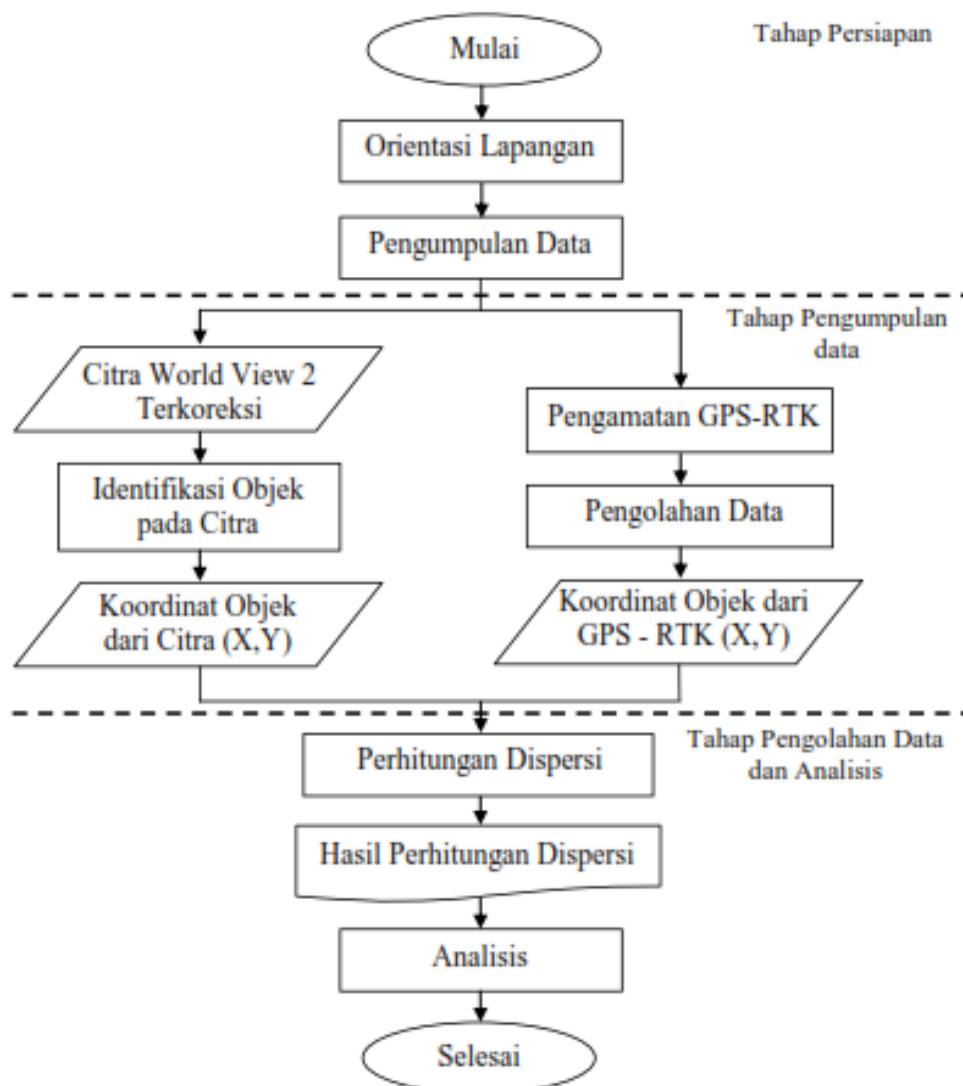 Mulai
Tahap Persiapan
Orientasi Lapangan
Pengumpulan Data
Tahap Pengumpulan
data
Citra World View 2
Terkoreksi
Identifikasi Objek
pada Citra
Koordinat Objek
dari Citra (X,Y)
Pengamatan GPS-RTK
Pengolahan Data
Koordinat Objek dari
GPS - RTK (X,Y)
Tahap Pengolahan Data
dan Analisis
Perhitungan Dispersi
Hasil Perhitungan Dispersi
Analisis
Selesai